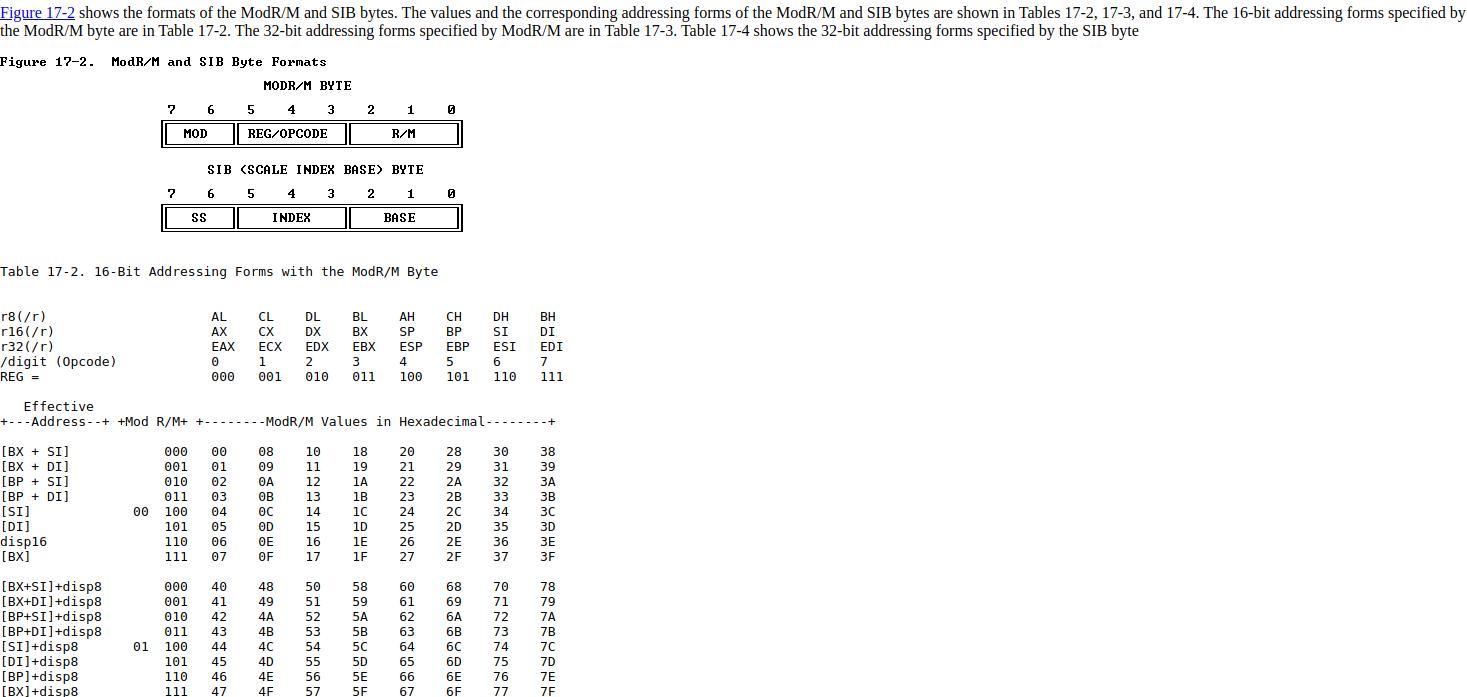 Figure 17-2 shows the formats of the ModR/M and SIB bytes. The values and the corresponding addressing forms of the ModR/M and SIB bytes are shown in Tables 17-2, 17-3, and 17-4. The 16-bit addressing forms specified by
the ModR/M byte are in Table 17-2. The 32-bit addressing forms specified by ModR/M are in Table 17-3. Table 17-4 shows the 32-bit addressing forms specified by the SIB byte
Figure 17-2.  ModR/M and SIB Byte Formats
MODR/M BYTE
7 6 5 4 3 2 1 0
MOD REG/OPCODE R/M
SIB (SCALE INDEX BASE) BYTE
7 6 5 4 3 2 1 0
SS INDEX BASE
Table 17-2. 16-Bit Addressing Forms with the ModR/M Byte
r8(/r)                     AL    CL    DL    BL    AH    CH    DH    BH
r16(/r)                    AX    CX    DX    BX    SP    BP    SI    DI
r32(/r)                    EAX   ECX   EDX   EBX   ESP   EBP   ESI   EDI
/digit (Opcode)            0     1     2     3     4     5     6     7
REG =                      000   001   010   011   100   101   110   111
   Effective
+---Address--+ +Mod R/M+ +--------ModR/M Values in Hexadecimal--------+
[BX + SI]            000   00    08    10    18    20    28    30    38
[BX + DI]            001   01    09    11    19    21    29    31    39
[BP + SI]            010   02    0A    12    1A    22    2A    32    3A
[BP + DI]            011   03    0B    13    1B    23    2B    33    3B
[SI]             00  100   04    0C    14    1C    24    2C    34    3C
[DI]                 101   05    0D    15    1D    25    2D    35    3D
disp16               110   06    0E    16    1E    26    2E    36    3E
[BX]                 111   07    0F    17    1F    27    2F    37    3F
[BX+SI]+disp8        000   40    48    50    58    60    68    70    78
[BX+DI]+disp8        001   41    49    51    59    61    69    71    79
[BP+SI]+disp8        010   42    4A    52    5A    62    6A    72    7A
[BP+DI]+disp8        011   43    4B    53    5B    63    6B    73    7B
[SI]+disp8       01  100   44    4C    54    5C    64    6C    74    7C
[DI]+disp8           101   45    4D    55    5D    65    6D    75    7D
[BP]+disp8           110   46    4E    56    5E    66    6E    76    7E
[BX]+disp8           111   47    4F    57    5F    67    6F    77    7F